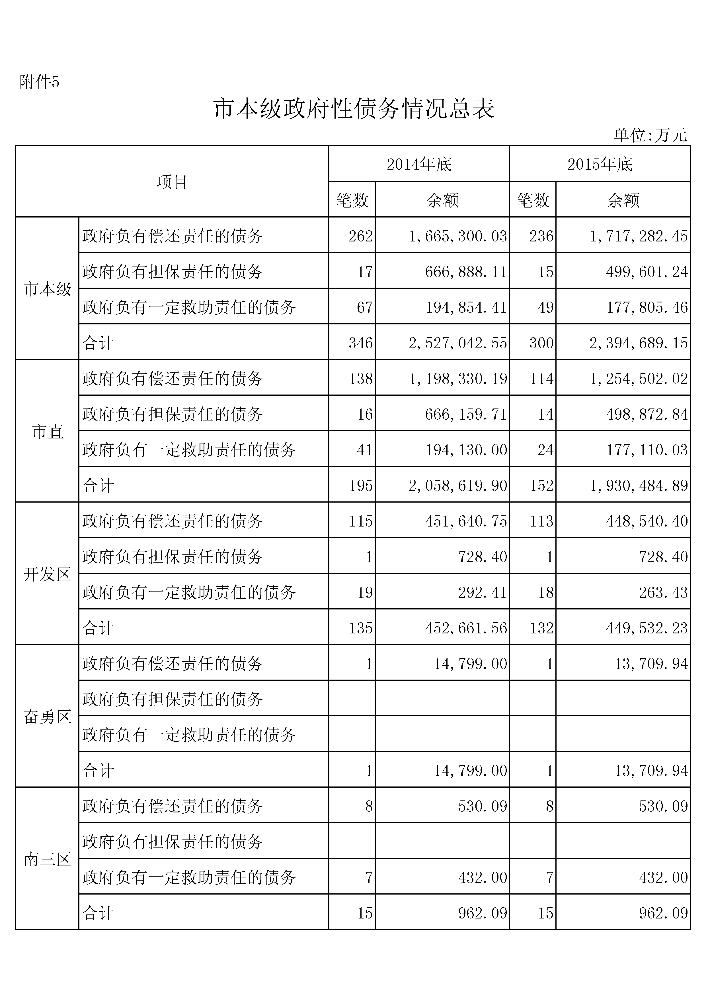 附件5
市本级政府性债务情况总表
单位:万元
项目 2014年底 2015年底
笔数 余额 笔数 余额
市本级
政府负有偿还责任的债务 262 1,665,300.03 236 1,717,282.45
政府负有担保责任的债务 17 666,888.11 15 499,601.24
政府负有一定救助责任的债务 67 194,854.41 49 177,805.46
合计 346 2,527,042.55 300 2,394,689.15
市直
政府负有偿还责任的债务 138 1,198,330.19 114 1,254,502.02
政府负有担保责任的债务 16 666,159.71 14 498,872.84
政府负有一定救助责任的债务 41 194,130.00 24 177,110.03
合计 195 2,058,619.90 152 1,930,484.89
开发区
政府负有偿还责任的债务 115 451,640.75 113 448,540.40
政府负有担保责任的债务 1 728.40 1 728.40
政府负有一定救助责任的债务 19 292.41 18 263.43
合计 135 452,661.56 132 449,532.23
奋勇区
政府负有偿还责任的债务 1 14,799.00 1 13,709.94
政府负有担保责任的债务
政府负有一定救助责任的债务
合计 1 14,799.00 1 13,709.94
南三区
政府负有偿还责任的债务 8 530.09 8 530.09
政府负有担保责任的债务
政府负有一定救助责任的债务 7 432.00 7 432.00
合计 15 962.09 15 962.09